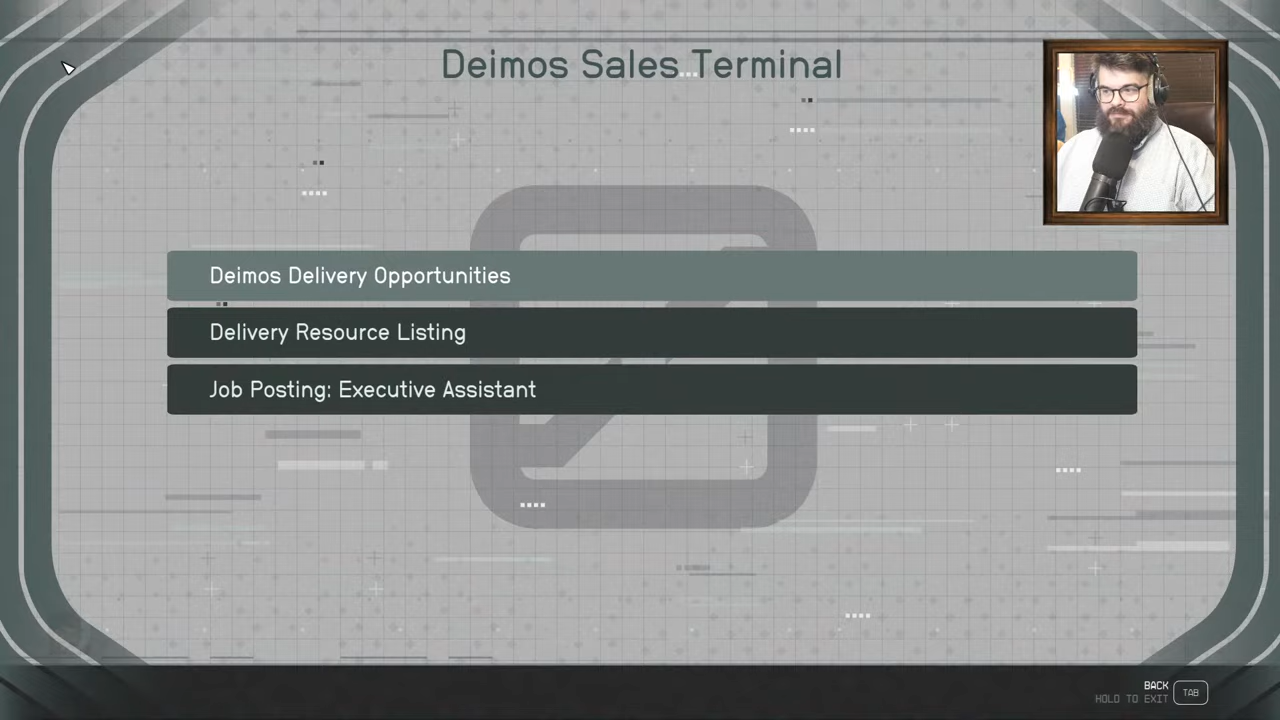 Deimos Sales Terminal
Deimos Delivery Opportunities
Delivery Resource Listing
Job Posting: Executive Assistant
BACK
HOLD TO EXIT
TAB